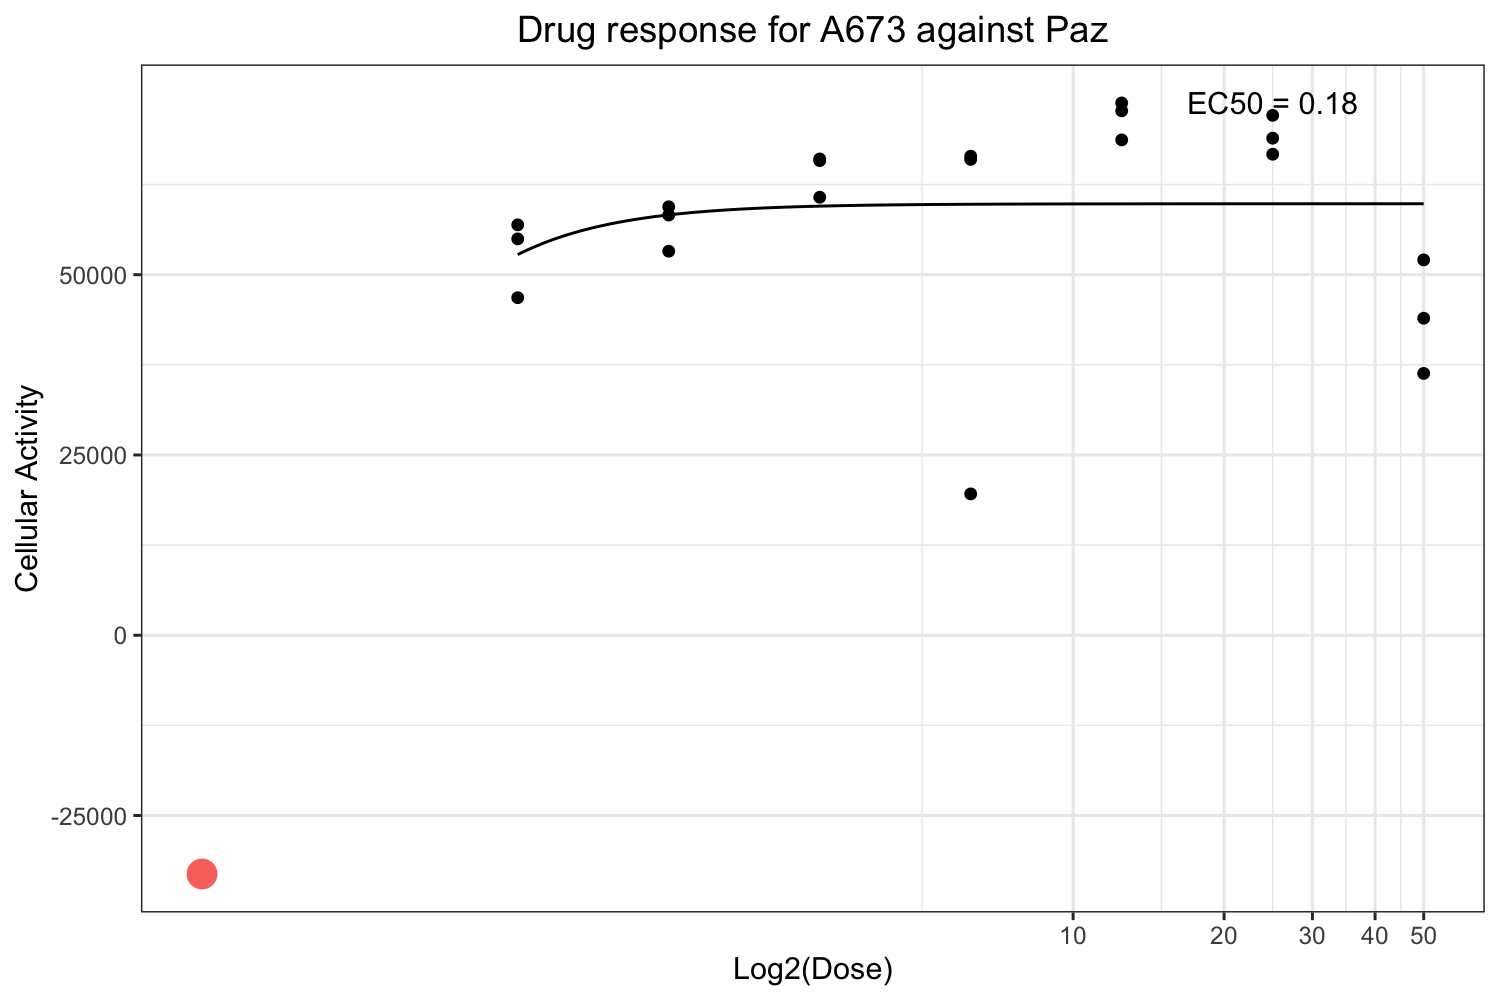 Drug response for A673 against Paz
EC50 = 0.18
Cellular Activity
50000
25000
0
-25000
10 20 30 40 50
Log2(Dose)